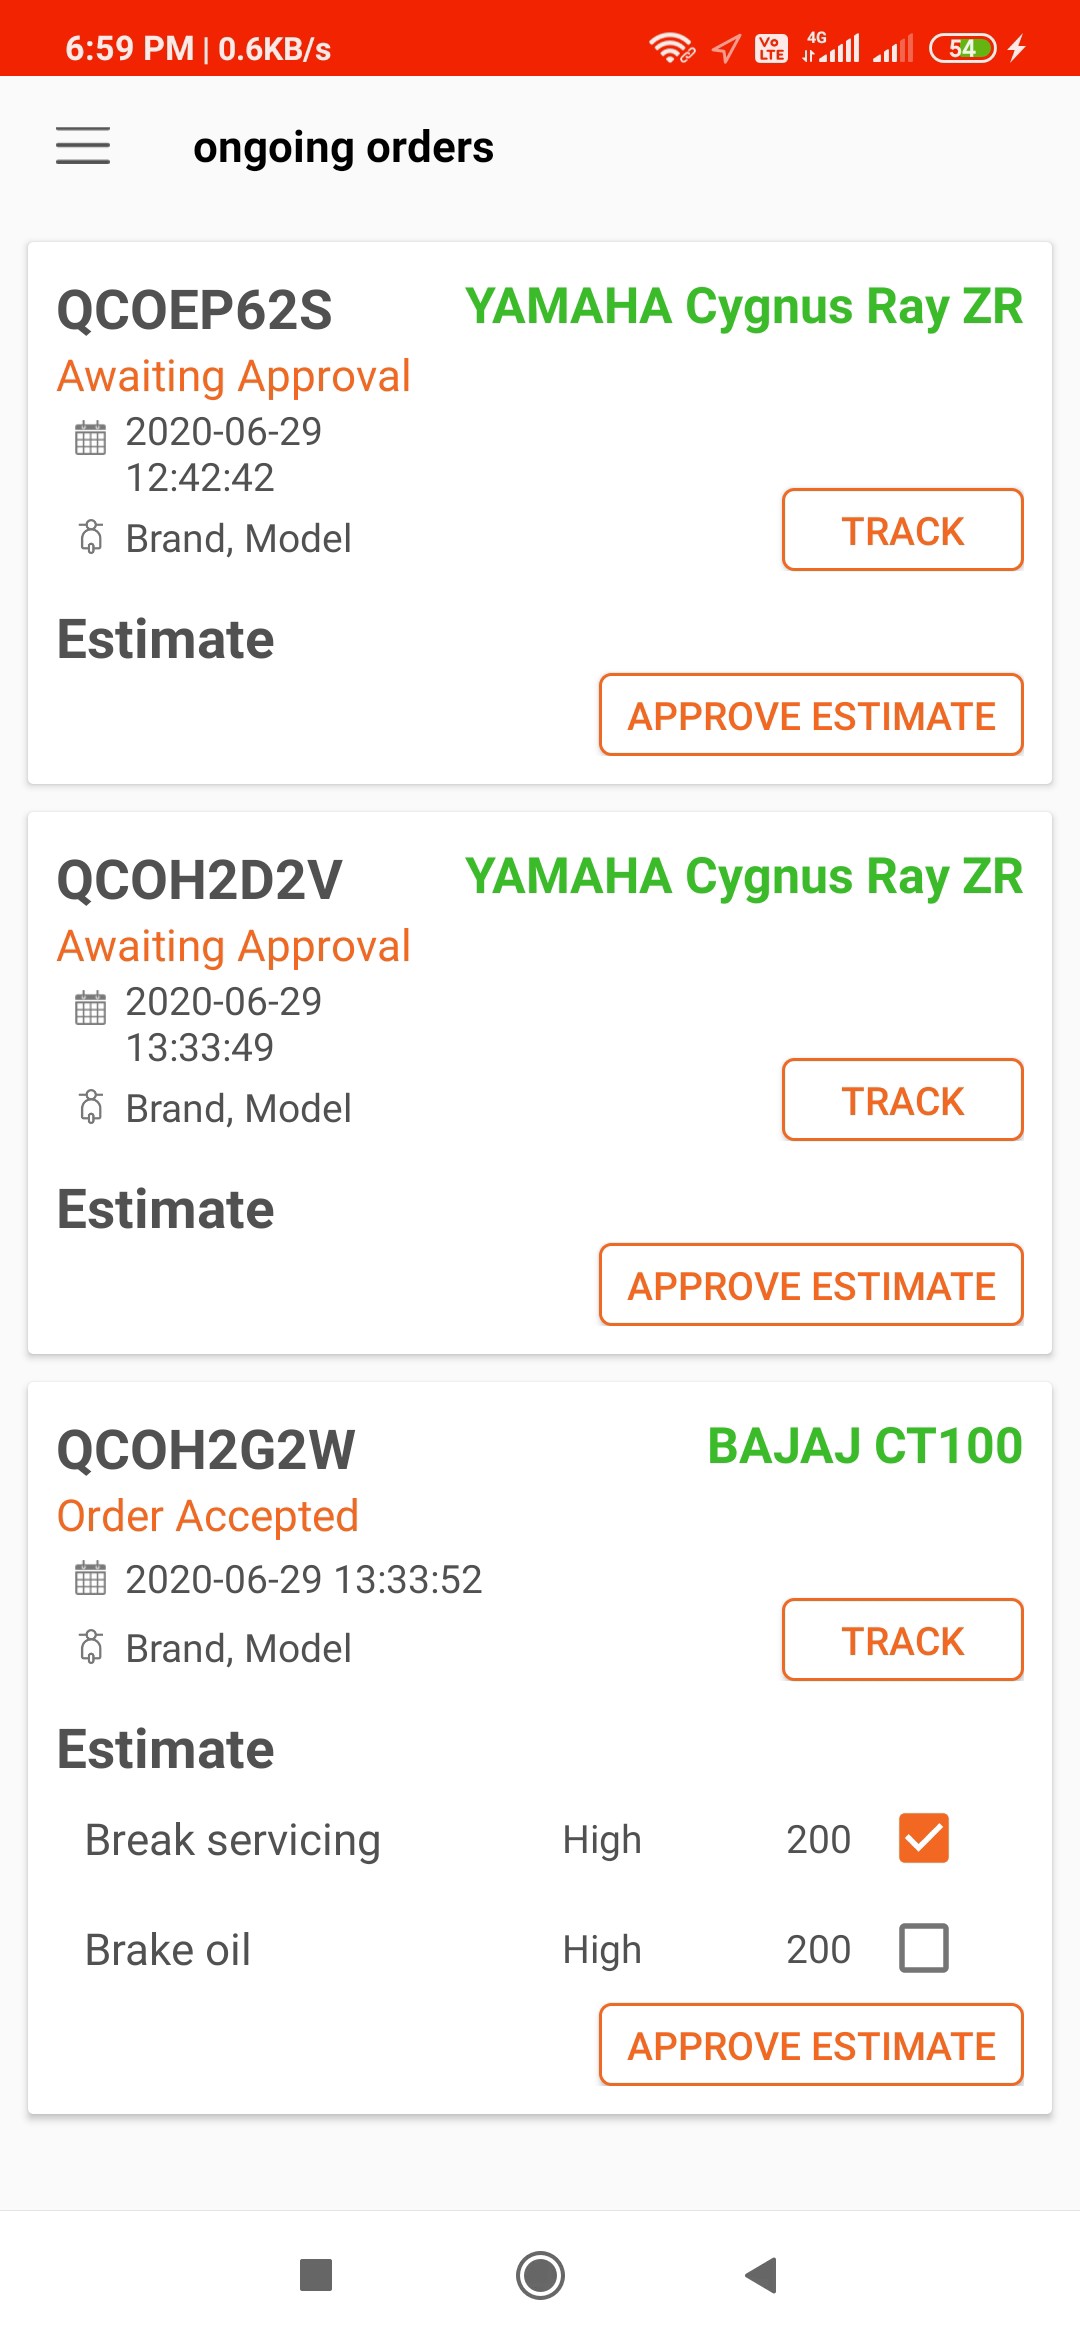 6:59 PM | 0.6KB/s Vo LTE 4G 54
ongoing orders
QCOEP62S YAMAHA Cygnus Ray ZR
Awaiting Approval
2020-06-29
12:42:42
Brand, Model TRACK
Estimate
APPROVE ESTIMATE
QCOH2D2V YAMAHA Cygnus Ray ZR
Awaiting Approval
2020-06-29
13:33:49
Brand, Model TRACK
Estimate
APPROVE ESTIMATE
QCOH2G2W BAJAJ CT100
Order Accepted
2020-06-29 13:33:52
Brand, Model TRACK
Estimate
Break servicing High 200
Brake oil High 200
APPROVE ESTIMATE